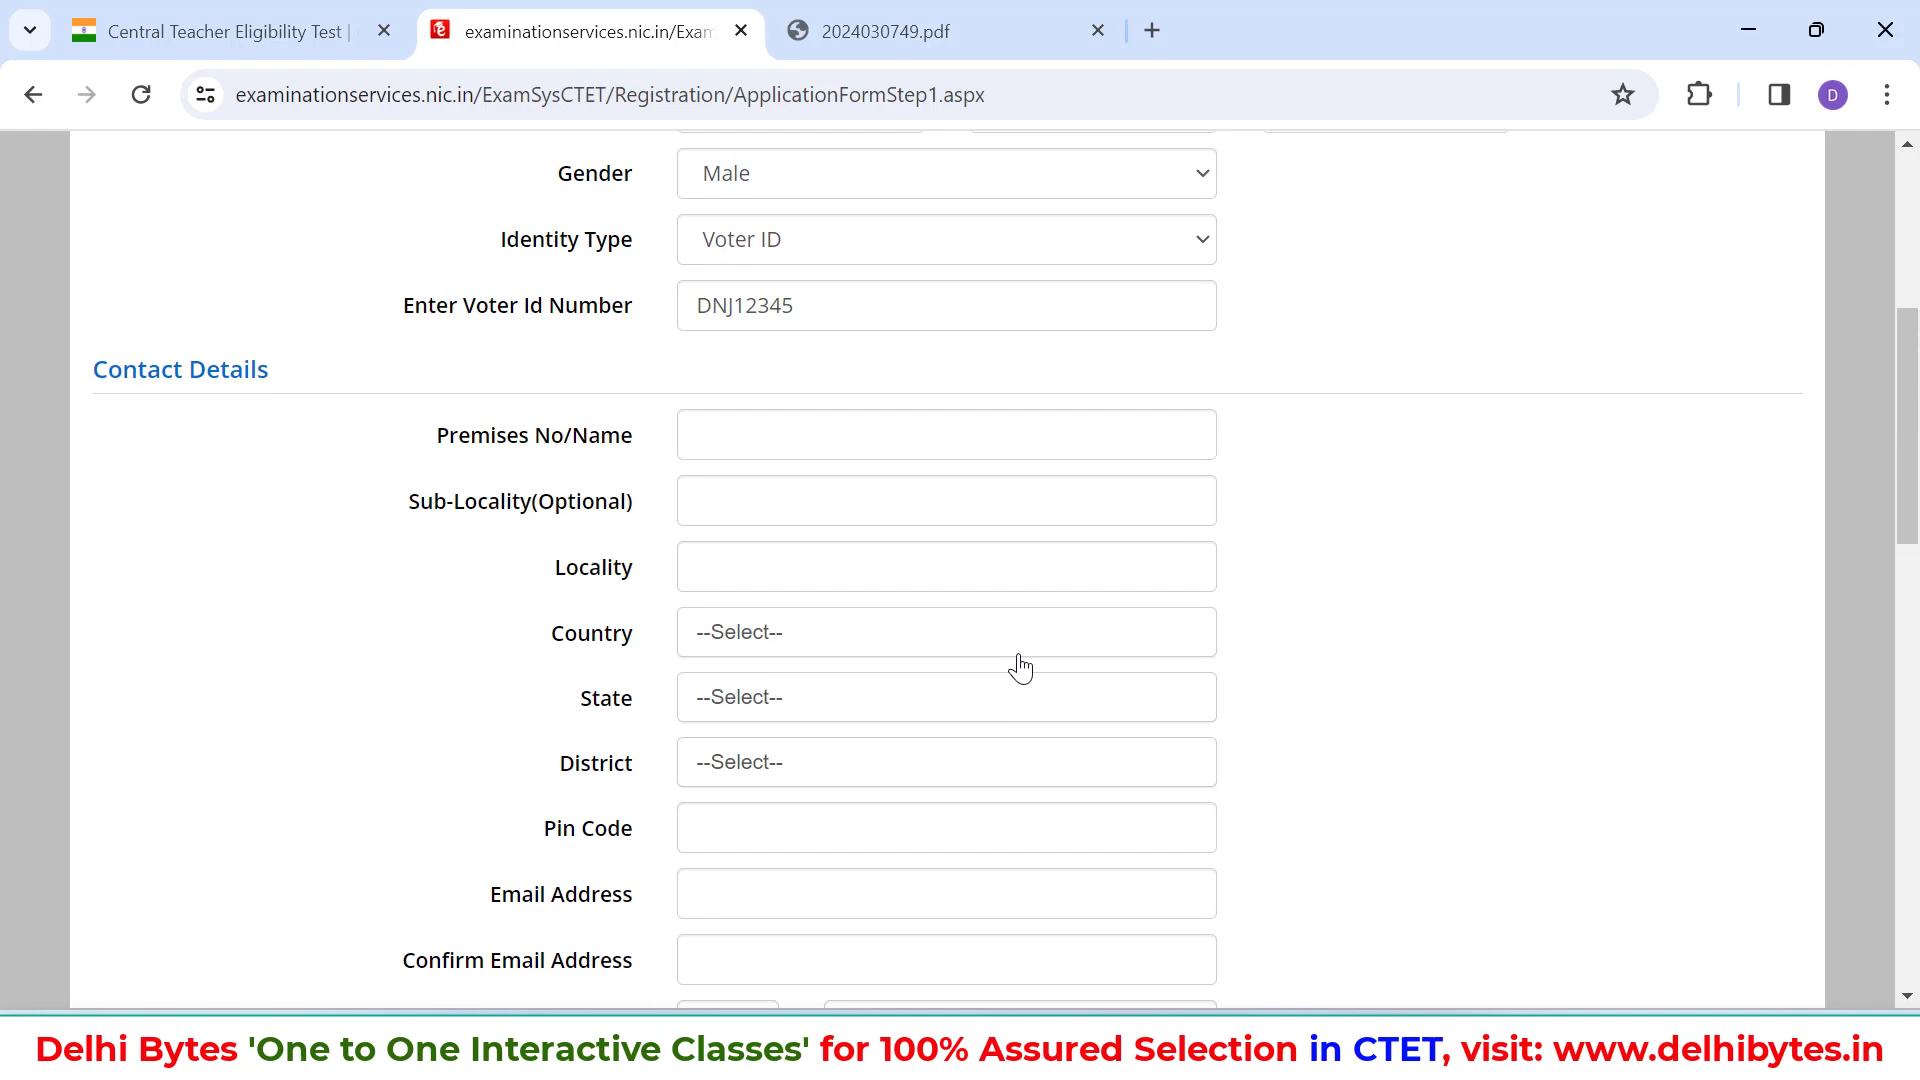 Central Teacher Eligibility Test |
examinationservices.nic.in/Exam
2024030749.pdf
examinationservices.nic.in/ExamSysCTET/Registration/ApplicationFormStep1.aspx
D
Gender
Male
Identity Type
Voter ID
Enter Voter Id Number
DNJ12345
Contact Details
Premises No/Name
Sub-Locality(Optional)
Locality
Country
--Select--
State
--Select--
District
--Select--
Pin Code
Email Address
Confirm Email Address
Delhi Bytes 'One to One Interactive Classes' for 100% Assured Selection in CTET, visit: www.delhibytes.in